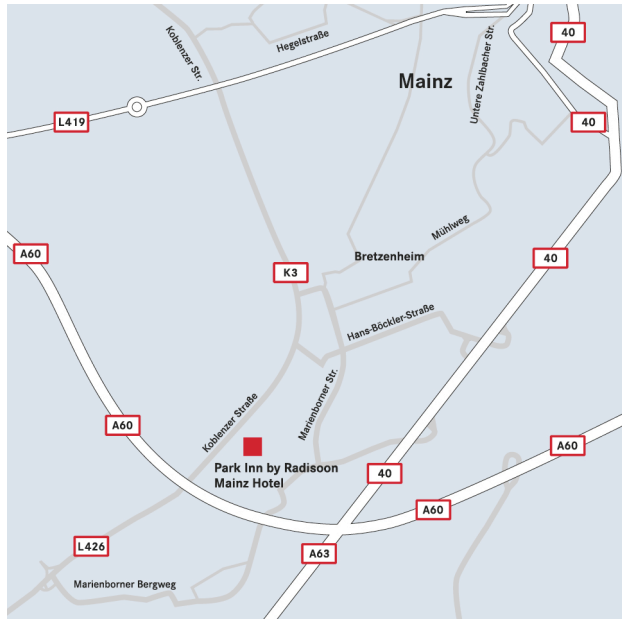 40
Koblenzer Str.
Hegelstraße
Untere Zahlbacher Str.
Mainz
L419
40
Mühlweg
A60
Bretzenheim
40
K3
Hans-Böckler-Straße
Marienborner Str.
Koblenzer Straße
A60
A60
Park Inn by Radisoon
Mainz Hotel
40
A60
L426
A63
Marienborner Bergweg